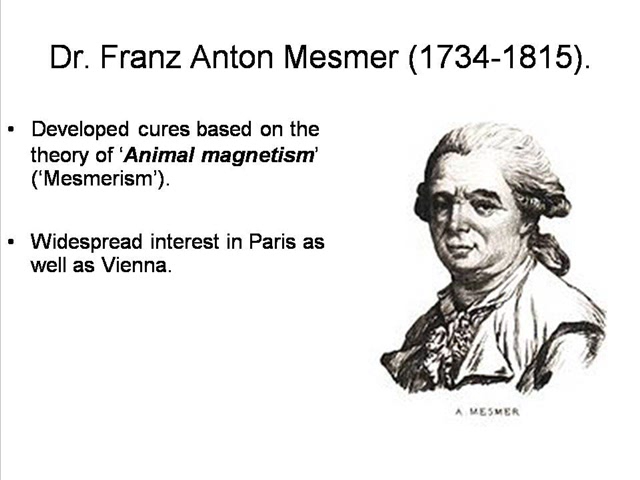 Dr. Franz Anton Mesmer (1734-1815).
• Developed cures based on the
theory of ‘Animal magnetism’
(‘Mesmerism’).
• Widespread interest in Paris as
well as Vienna.
A. MESMER